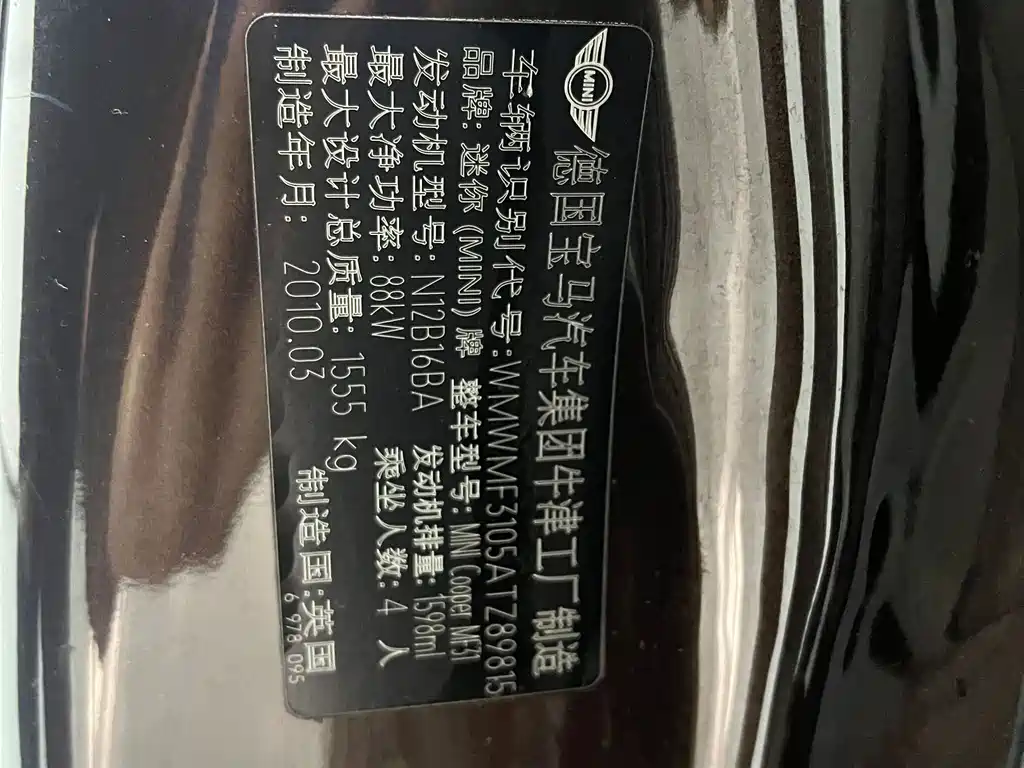 MINI
德国宝马汽车集团牛津工厂 制造
车辆识别代号:WMWMF3105ATZ89815
品牌:迷你(MINI)牌 整车型号:MINI Cooper MF31
发动机型号:N12B16BA 发动机排量:1598ml
最大净功率:88kW 乘坐人数:4 人
最大设计总质量:1555 kg
制造年月: 2010.03 制造国:英国
6 978 095